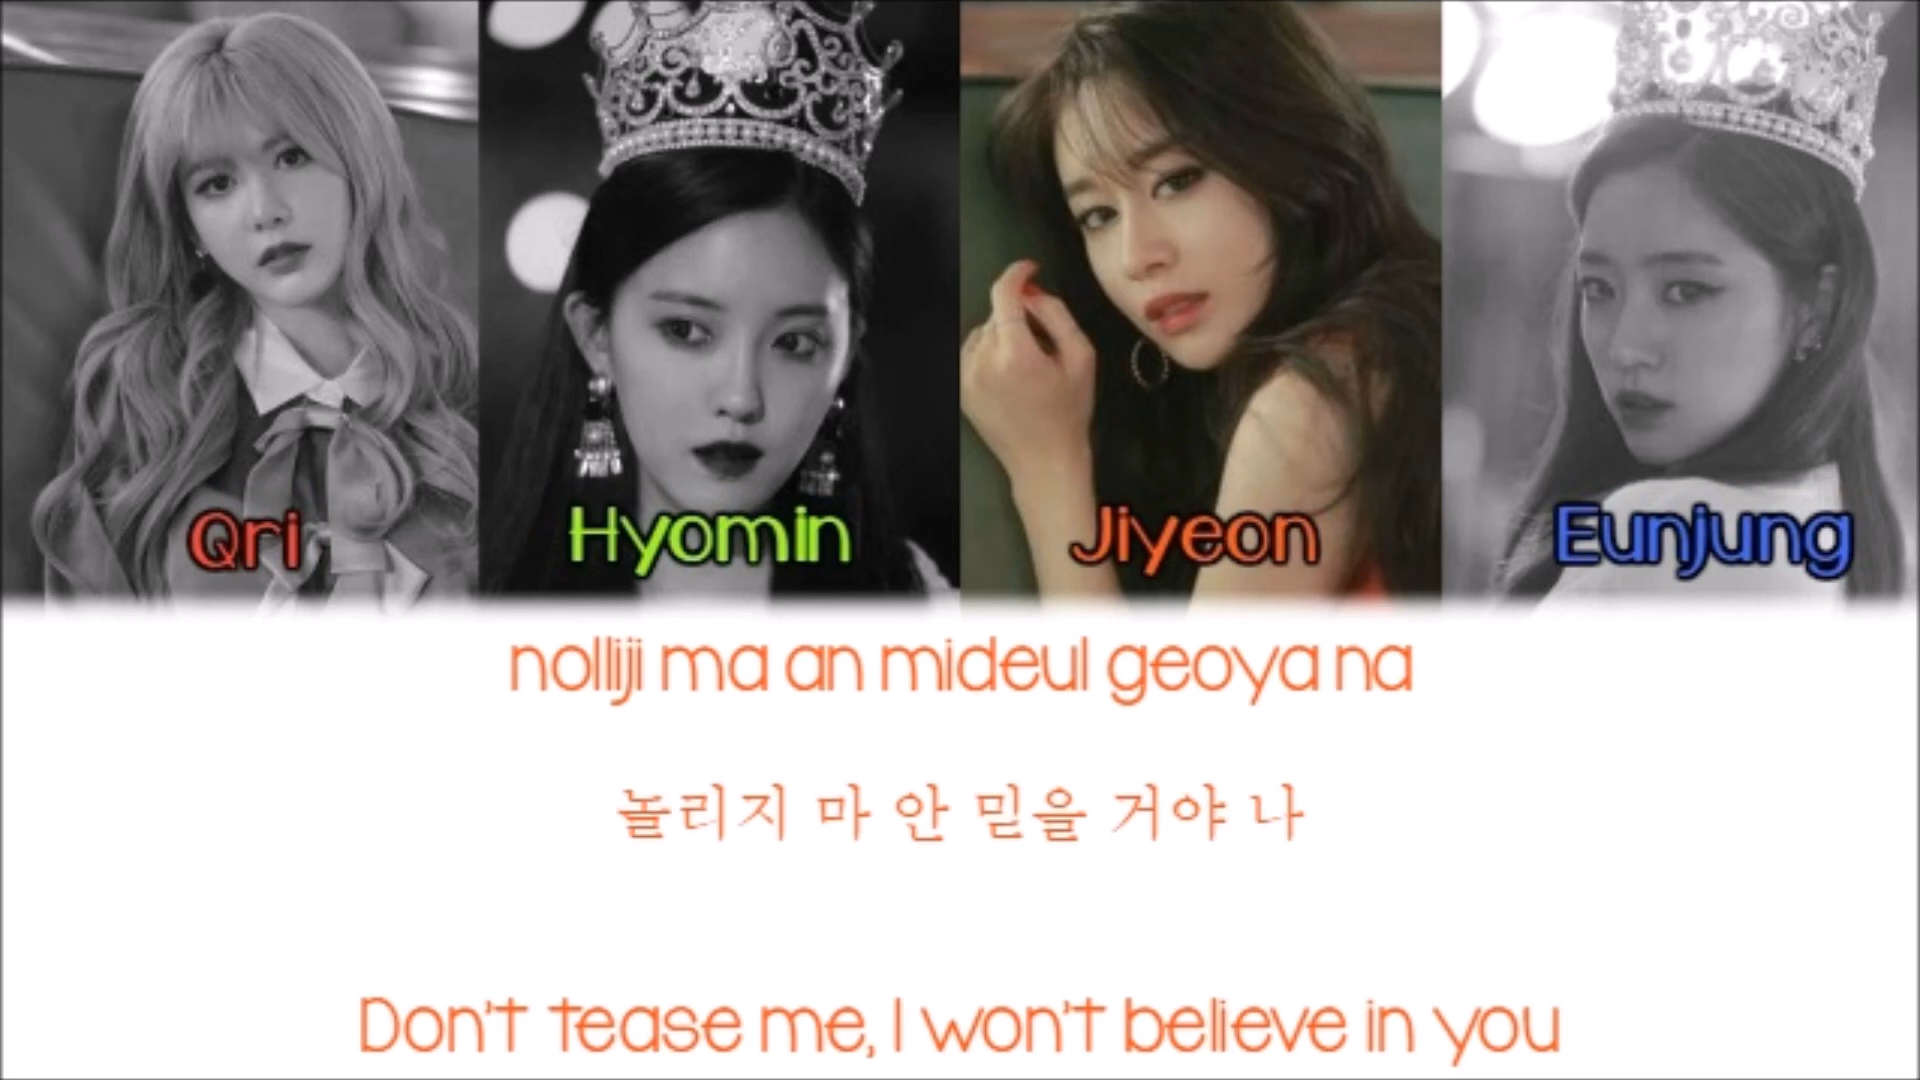 Qri Hyomin Jiyeon Eunjung
nolliji ma an mideul geoya na
놀리지 마 안 믿을 거야 나
Don't tease me, I won't believe in you